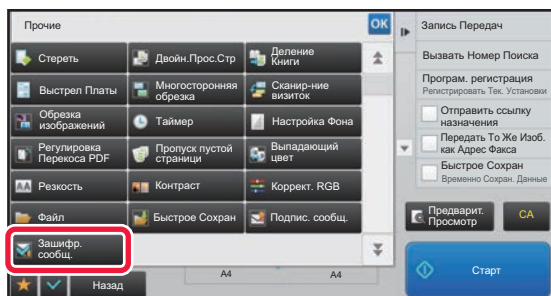 Прочие
OK
Стереть
Двойн.Прос.Стр
Деление
Книги
Выстрел Платы
Многосторонняя
обрезка
Сканир-ние
визиток
Обрезка
изображений
Таймер
Настройка Фона
Регулировка
Перекоса PDF
Пропуск пустой
страници
Выпадающий
цвет
Резкость
Контраст
Коррект. RGB
Файл
Быстрое Сохран
Подпис. сообщ.
Зашифр.
сообщ.
Назад
A4
A4
Запись Передач
Вызвать Номер Поиска
Програм. регистрация
Регистрировать Тек. Установки
Отправить ссылку
назначения
Передать То Же Изоб.
как Адрес Факса
Быстрое Сохран
Временно Сохран. Данные
Предварит.
Просмотр
CA
Старт